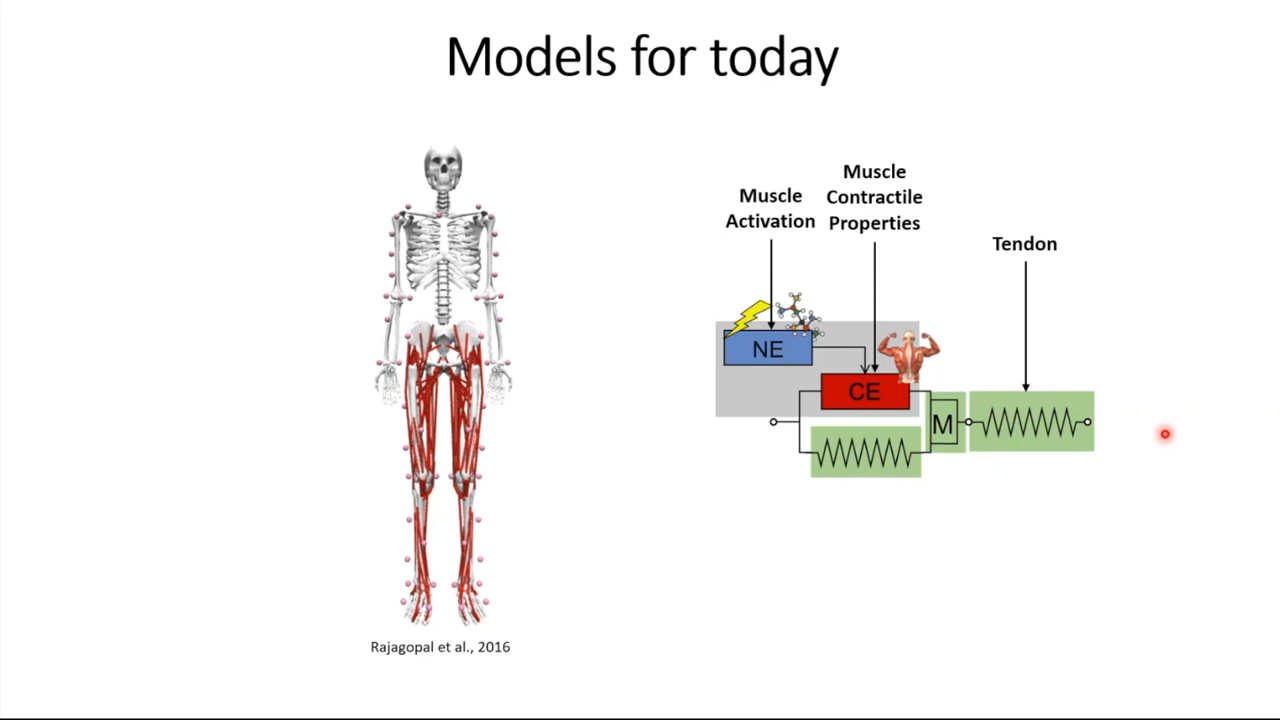 Models for today
Muscle
Activation
Muscle
Contractile
Properties
Tendon
NE
CE
M
Rajagopal et al., 2016